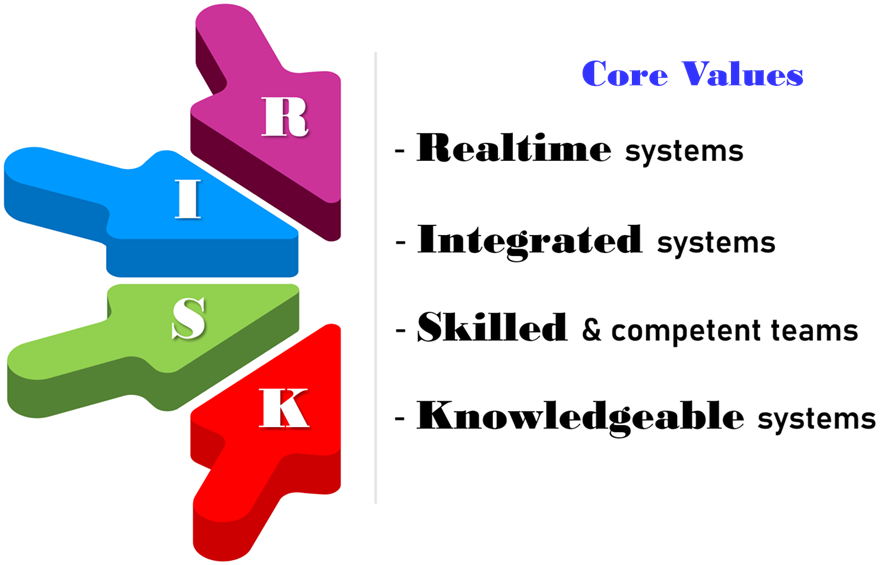 R
I
S
K
Core Values
- Realtime systems
- Integrated systems
- Skilled & competent teams
- Knowledgeable systems